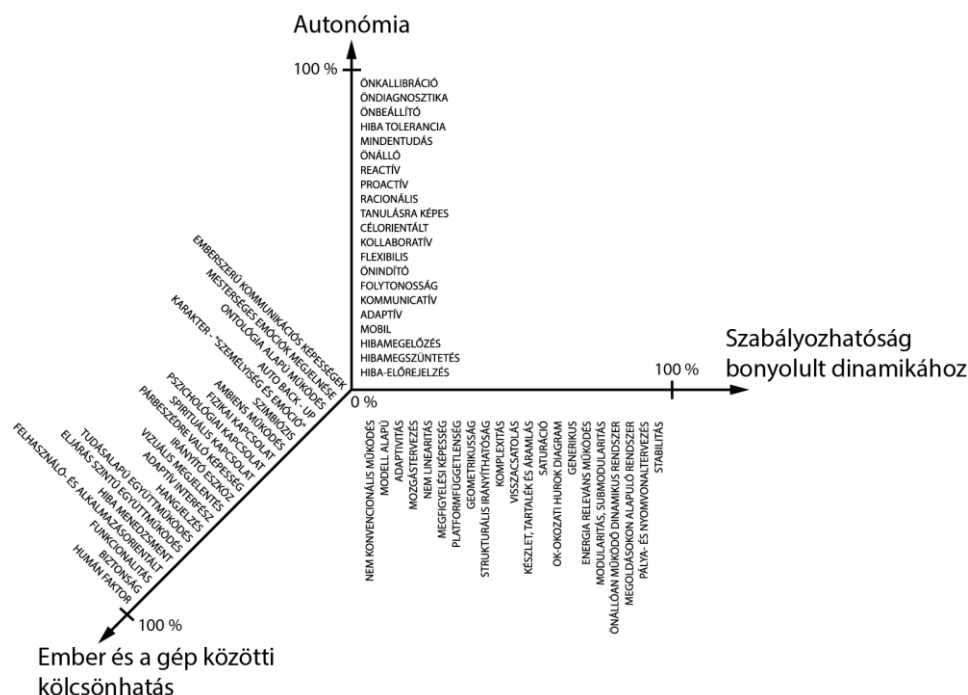 Autonómia
100 %
ÖNKALLIBRÁCIÓ
ÖNDIAGNOSZTIKA
ÖNBEÁLLÍTÓ
HIBA TOLERANCIA
MINDENTUDÁS
ÖNÁLLÓ
REACTÍV
PROACTÍV
RACIONÁLIS
TANULÁSRA KÉPES
CÉLORIENTÁLT
KOLLABORATÍV
FLEXIBILIS
ÖNINDÍTÓ
FOLYTONOSSÁG
KOMMUNICATÍV
ADAPTÍV
MOBIL
HIBAMEGELŐZÉS
HIBAMEGSZÜNTETÉS
HIBA-ELŐREJELZÉS
Szabályozhatóság
bonyolult dinamikához
100 %
0 %
NEM KONVENCIONÁLIS MŰKÖDÉS
MODELL ALAPÚ
ADAPTIVITÁS
MOZGÁSTERVEZÉS
NEM LINEARITÁS
MEGFIGYELÉSI KÉPESSÉG
PLATFORMFÜGGETLENSÉG
GEOMETRIKUSSÁG
STRUKTURÁLIS IRÁNYÍTHATÓSÁG
KOMPLEXITÁS
VISSZACSATOLÁS
KÉSZLET, TARTALÉK ÉS ÁRAMLÁS
SATURÁCIÓ
OK-OKOZATI HUROK DIAGRAM
GENERIKUS
ENERGIA RELEVÁNS MŰKÖDÉS
MODULARITÁS, SUBMODULARITÁS
ÖNÁLLÓAN MŰKÖDŐ DINAMIKUS RENDSZER
MEGOLDÁSOKON ALAPULÓ RENDSZER
PÁLYA- ÉS NYOMVONALTERVEZÉS
STABILITÁS
EMBERSZERŰ KOMMUNIKÁCIÓS KÉPESSÉGEK
MESTERSÉGES EMÓCIÓK MEGJELNÉSE
ONTOLÓGIA ALAPÚ MŰKÖDÉS
AUTO BACK - UP
KARAKTER - "SZEMÉLYISÉG ÉS EMÓCIÓ"
SZIMBIÓZIS
AMBIENS MŰKÖDÉS
FIZIKAI KAPCSOLAT
PSZICHOLÓGIAI KAPCSOLAT
SPIRITUÁLIS KAPCSOLAT
PÁRBESZÉDRE VALÓ KÉPESSÉG
IRÁNYÍTÓ ESZKÖZ
VIZUÁLIS MEGJELENTÉS
ADAPTÍV INTERFÉSZ
HANGJELZÉS
TUDÁSALAPÚ EGYÜTTMŰKÖDÉS
ELJÁRÁS SZINTŰ EGYÜTTMŰKÖDÉS
HIBA MENEDZSMENT
FELHASZNÁLÓ- ÉS ALKALMAZÁSORIENTÁLT
FUNKCIONALITÁS
BIZTONSÁG
HUMÁN FAKTOR
100 %
Ember és a gép közötti
kölcsönhatás